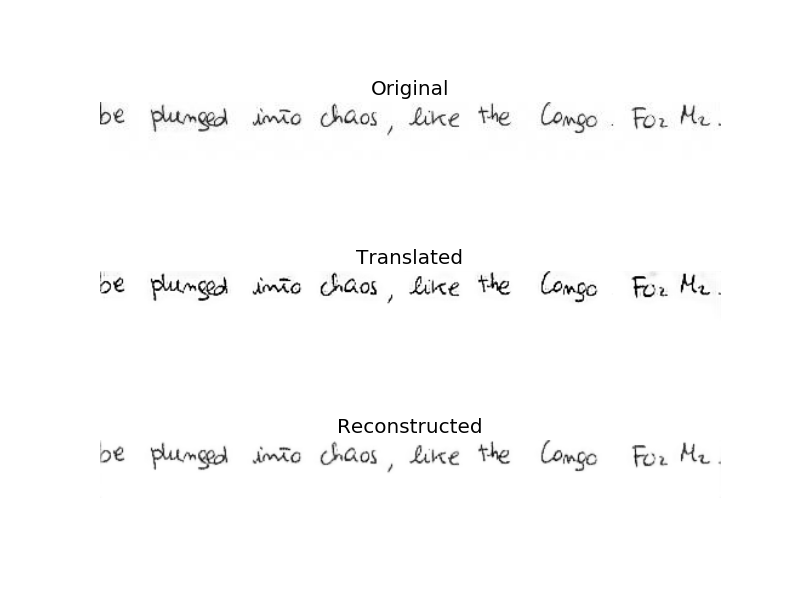 Original
be plunged into chaos, like the Congo. For Mr.
Translated
be plunged into chaos, like the Congo For Mr.
Reconstructed
be plunged into chaos, like the Congo For Mr.